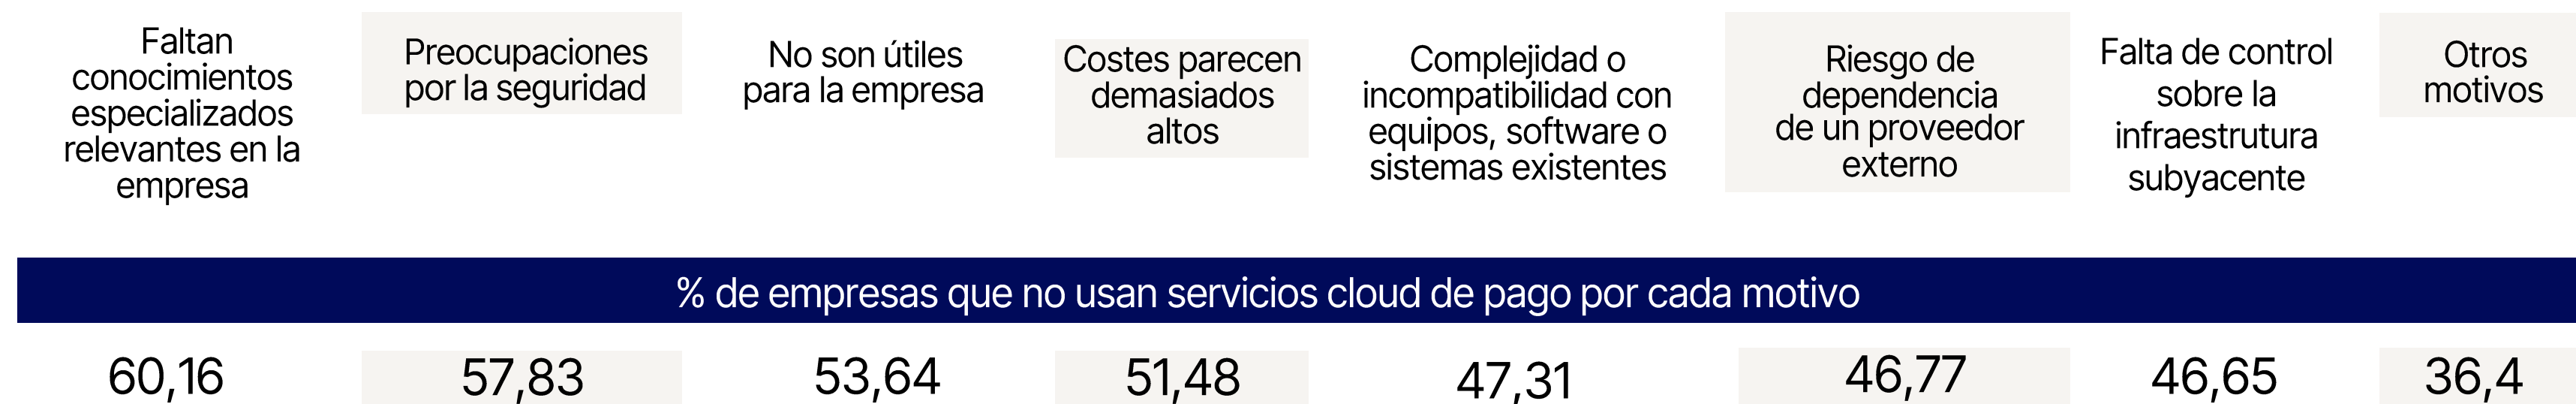 Faltan
conocimientos
especializados
relevantes en la
empresa
Preocupaciones
por la seguridad
No son útiles
para la empresa
Costes parecen
demasiados
altos
Complejidad o
incompatibilidad con
equipos, software o
sistemas existentes
Riesgo de
dependencia
de un proveedor
externo
Falta de control
sobre la
infraestrutura
subyacente
Otros
motivos
% de empresas que no usan servicios cloud de pago por cada motivo
60,16
57,83
53,64
51,48
47,31
46,77
46,65
36,4